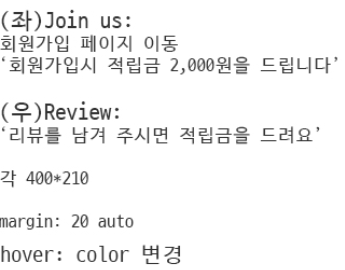 (좌)Join us:
회원가입 페이지 이동
‘회원가입시 적립금 2,000원을 드립니다’
(우)Review:
‘리뷰를 남겨 주시면 적립금을 드려요’
각 400*210
margin: 20 auto
hover: color 변경